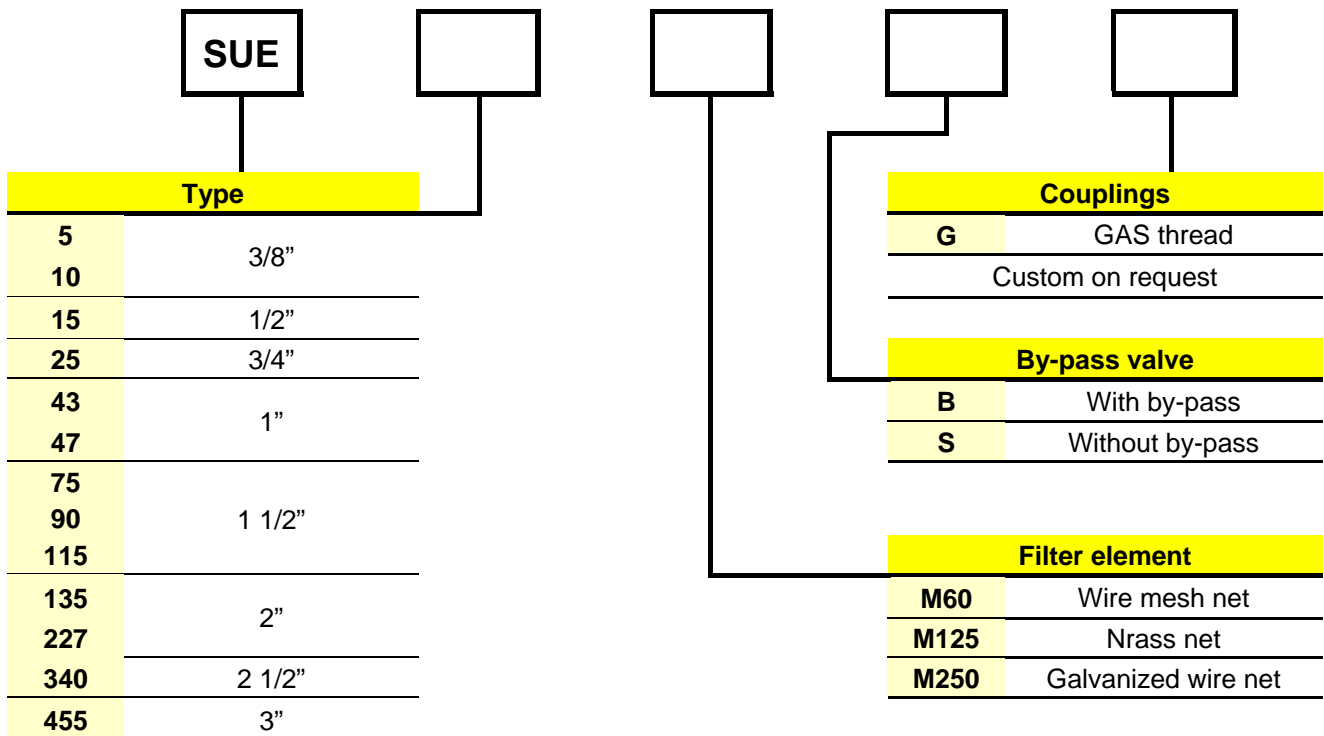 SUE
Type
5
10
3/8”
15 1/2”
25 3/4”
43
47
1”
75
90
115
1 1/2”
135
227
2”
340 2 1/2”
455 3”
Couplings
G GAS thread
Custom on request
By-pass valve
B With by-pass
S Without by-pass
Filter element
M60 Wire mesh net
M125 Nrass net
M250 Galvanized wire net